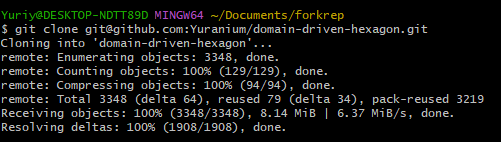 Yuriy@DESKTOP-NDTT89D MINGW64 ~/Documents/forkrep
$ git clone git@github.com:Yuranium/domain-driven-hexagon.git
Cloning into 'domain-driven-hexagon'...
remote: Enumerating objects: 3348, done.
remote: Counting objects: 100% (129/129), done.
remote: Compressing objects: 100% (94/94), done.
remote: Total 3348 (delta 64), reused 79 (delta 34), pack-reused 3219
Receiving objects: 100% (3348/3348), 8.14 MiB | 6.37 MiB/s, done.
Resolving deltas: 100% (1908/1908), done.